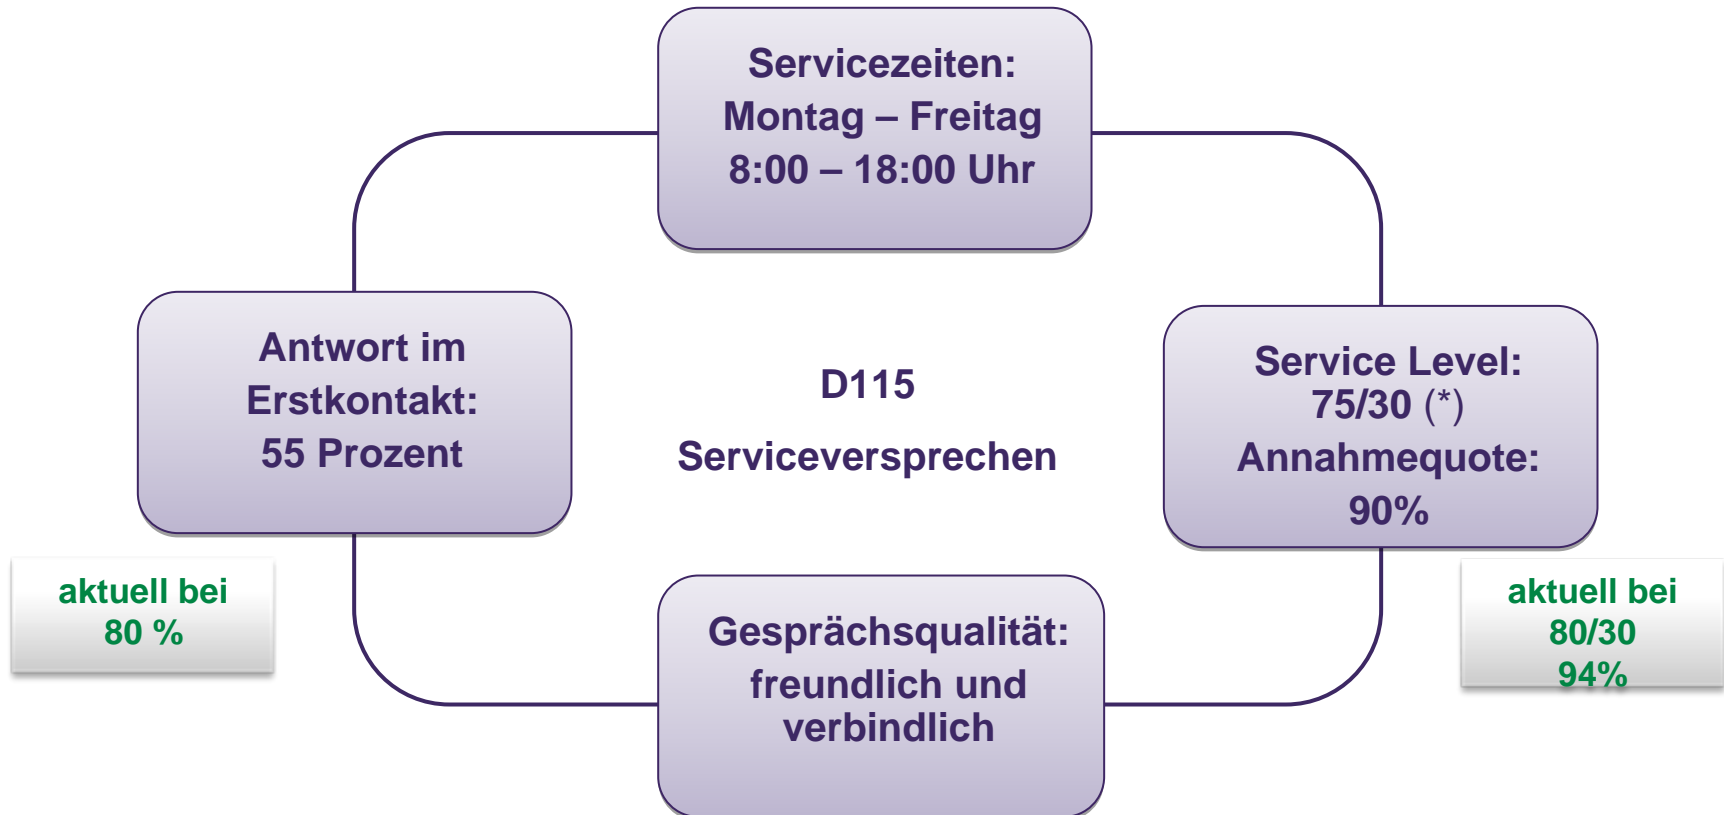 Servicezeiten:
Montag – Freitag
8:00 – 18:00 Uhr
Antwort im
Erstkontakt:
55 Prozent
D115
Serviceversprechen
Service Level:
75/30 (*)
Annahmequote:
90%
aktuell bei
80 %
Gesprächsqualität:
freundlich und
verbindlich
aktuell bei
80/30
94%